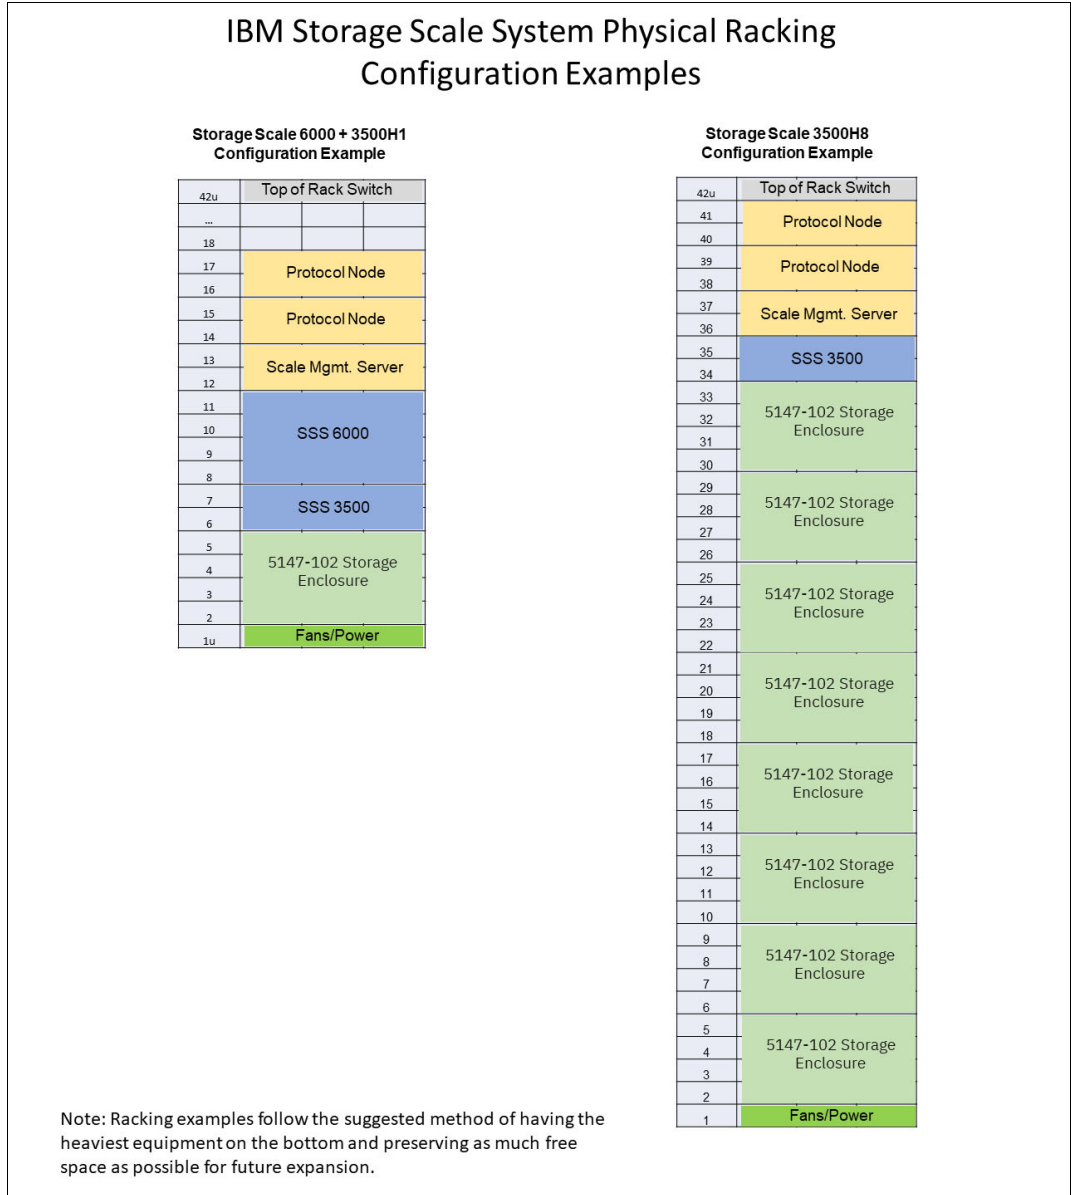 IBM Storage Scale System Physical Racking
Configuration Examples
Storage Scale 6000 + 3500H1
Configuration Example
42u Top of Rack Switch
...
18
17
Protocol Node
16
15
Protocol Node
14
13
Scale Mgmt. Server
12
11
10
SSS 6000
9
8
7
SSS 3500
6
5
5147-102 Storage
4
Enclosure
3
2
1u Fans/Power
Storage Scale 3500H8
Configuration Example
42u Top of Rack Switch
41
Protocol Node
40
39
Protocol Node
38
37
Scale Mgmt. Server
36
35
SSS 3500
34
33
5147-102 Storage
32
Enclosure
31
30
29
5147-102 Storage
28
Enclosure
27
26
25
5147-102 Storage
24
Enclosure
23
22
21
5147-102 Storage
20
Enclosure
19
18
17
5147-102 Storage
16
Enclosure
15
14
13
5147-102 Storage
12
Enclosure
11
10
9
5147-102 Storage
8
Enclosure
7
6
5
5147-102 Storage
4
Enclosure
3
2
1 Fans/Power
Note: Racking examples follow the suggested method of having the
heaviest equipment on the bottom and preserving as much free
space as possible for future expansion.